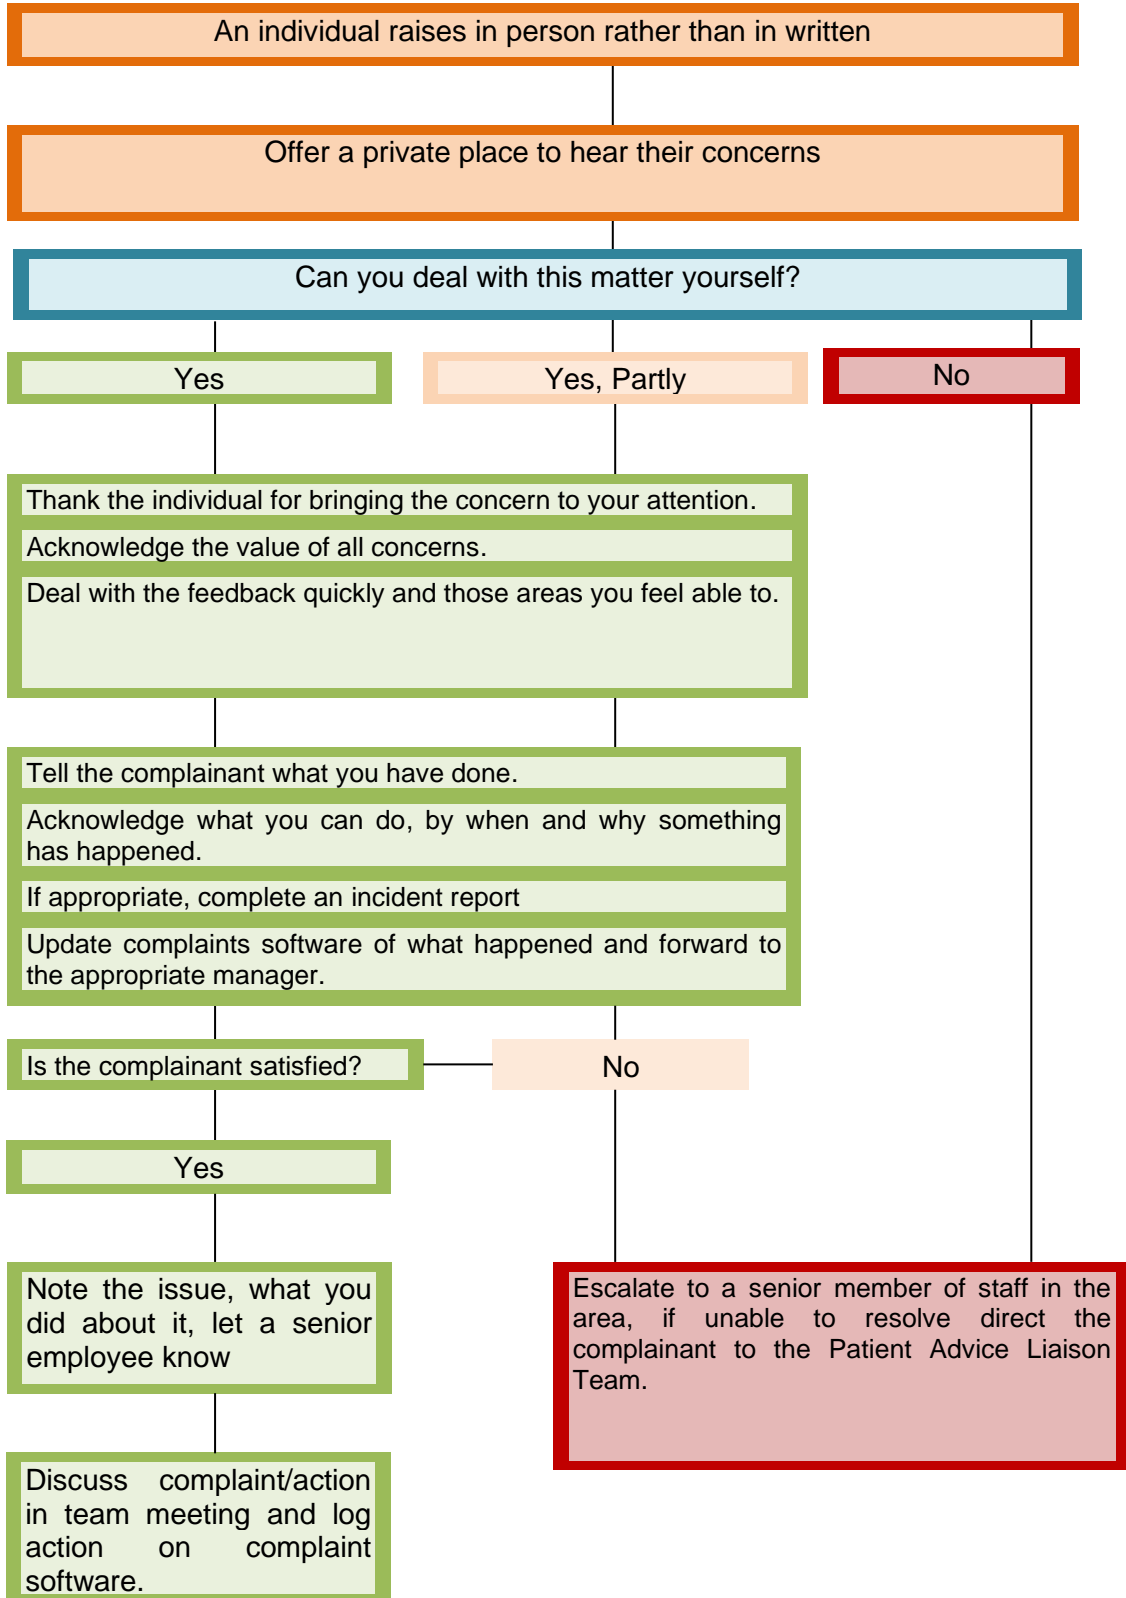 An individual raises in person rather than in written
Offer a private place to hear their concerns
Can you deal with this matter yourself?
Yes
Yes, Partly
No
Thank the individual for bringing the concern to your attention.
Acknowledge the value of all concerns.
Deal with the feedback quickly and those areas you feel able to.
Tell the complainant what you have done.
Acknowledge what you can do, by when and why something
has happened.
If appropriate, complete an incident report
Update complaints software of what happened and forward to
the appropriate manager.
Is the complainant satisfied?
No
Yes
Note the issue, what you
did about it, let a senior
employee know
Escalate to a senior member of staff in the
area, if unable to resolve direct the
complainant to the Patient Advice Liaison
Team.
Discuss complaint/action
in team meeting and log
action on complaint
software.